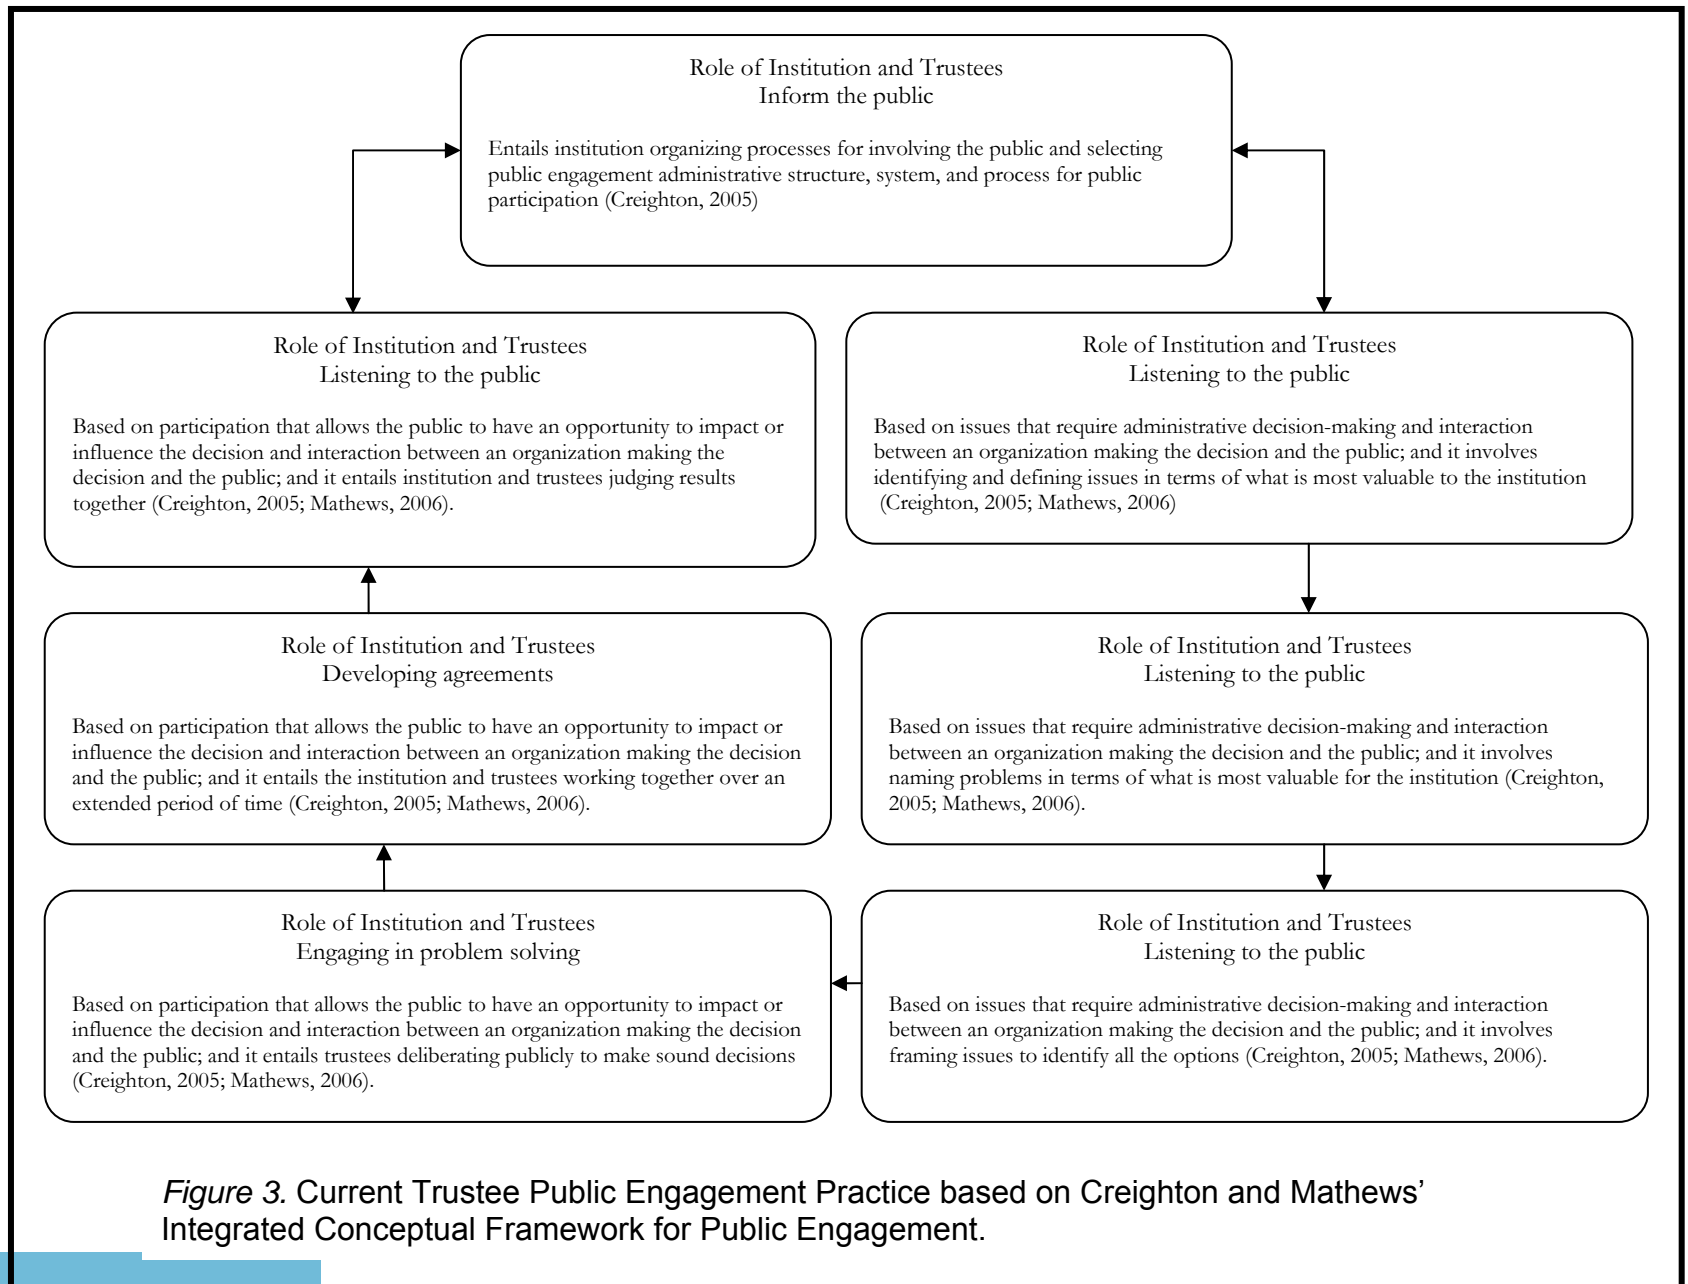 Role of Institution and Trustees
Inform the public
Entails institution organizing processes for involving the public and selecting
public engagement administrative structure, system, and process for public
participation (Creighton, 2005)
Role of Institution and Trustees
Listening to the public
Based on participation that allows the public to have an opportunity to impact or
influence the decision and interaction between an organization making the
decision and the public; and it entails institution and trustees judging results
together (Creighton, 2005; Mathews, 2006).
Role of Institution and Trustees
Listening to the public
Based on issues that require administrative decision-making and interaction
between an organization making the decision and the public; and it involves
identifying and defining issues in terms of what is most valuable to the institution
(Creighton, 2005; Mathews, 2006)
Role of Institution and Trustees
Developing agreements
Based on participation that allows the public to have an opportunity to impact or
influence the decision and interaction between an organization making the decision
and the public; and it entails the institution and trustees working together over an
extended period of time (Creighton, 2005; Mathews, 2006).
Role of Institution and Trustees
Listening to the public
Based on issues that require administrative decision-making and interaction
between an organization making the decision and the public; and it involves
naming problems in terms of what is most valuable for the institution (Creighton,
2005; Mathews, 2006).
Role of Institution and Trustees
Engaging in problem solving
Based on participation that allows the public to have an opportunity to impact or
influence the decision and interaction between an organization making the decision
and the public; and it entails trustees deliberating publicly to make sound decisions
(Creighton, 2005; Mathews, 2006).
Role of Institution and Trustees
Listening to the public
Based on issues that require administrative decision-making and interaction
between an organization making the decision and the public; and it involves
framing issues to identify all the options (Creighton, 2005; Mathews, 2006).
Figure 3. Current Trustee Public Engagement Practice based on Creighton and Mathews’
Integrated Conceptual Framework for Public Engagement.